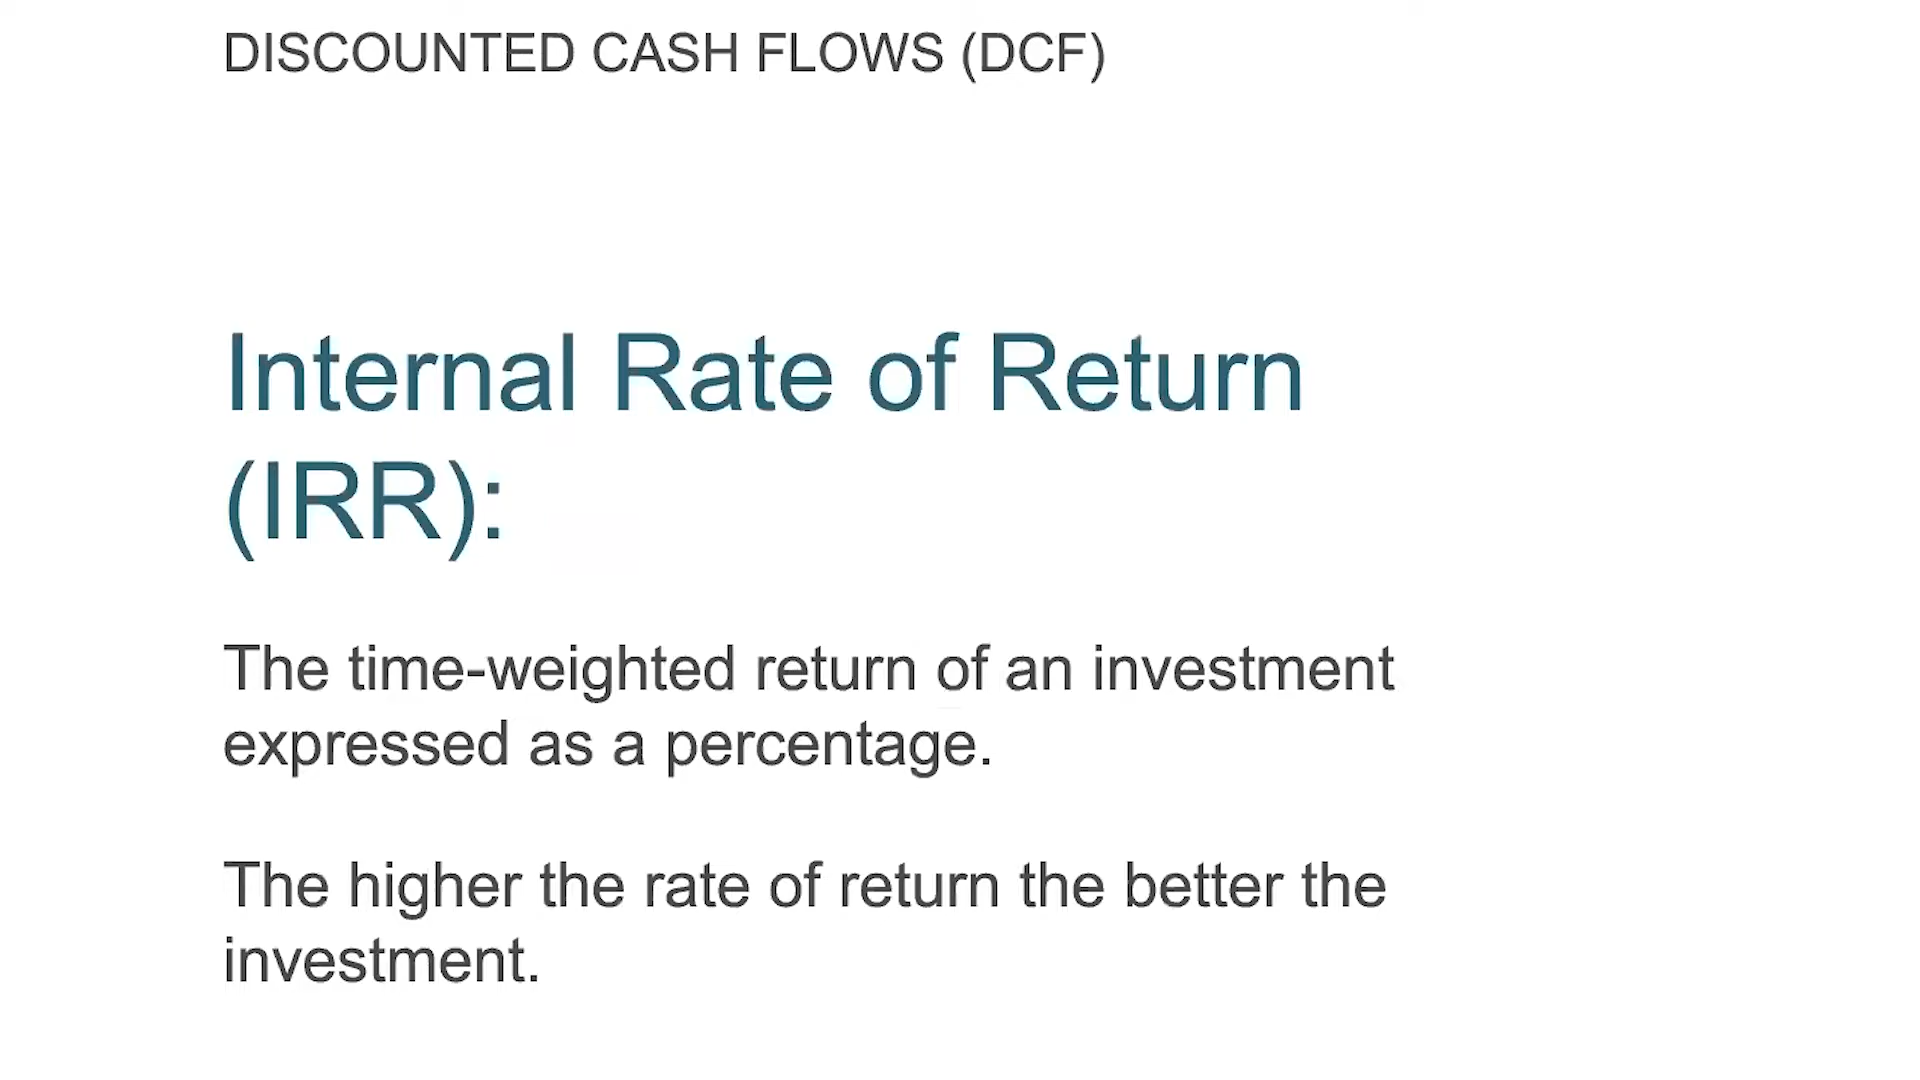 DISCOUNTED CASH FLOWS (DCF)
Internal Rate of Return
(IRR):
The time-weighted return of an investment
expressed as a percentage.
The higher the rate of return the better the
investment.